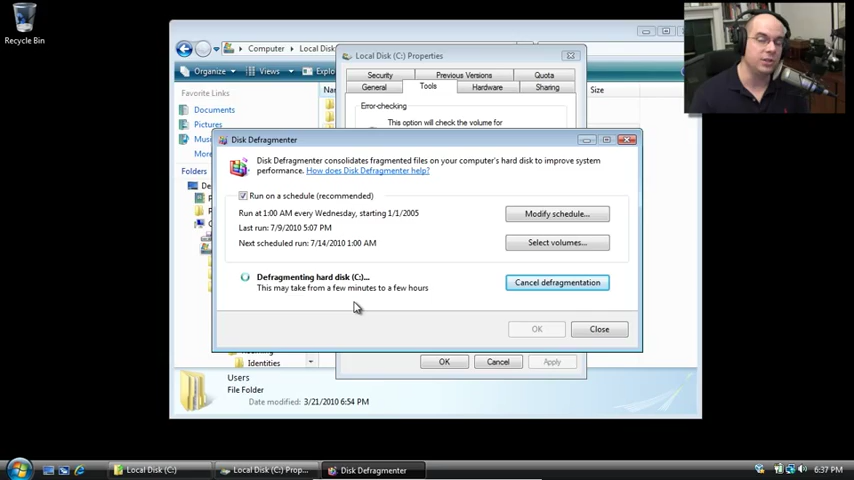 Recycle Bin
Computer
Local Disk
Organize
Views
Local Disk (C:) Properties
Security
Previous Versions
Quota
General
Tools
Hardware
Sharing
Size
Favorite Links
Documents
Pictures
More
Folders
Error-checking
This option will check the volume for
Disk Defragmenter
Disk Defragmenter consolidates fragmented files on your computer's hard disk to improve system
performance. How does Disk Defragmenter help?
Run on a schedule (recommended)
Run at 1:00 AM every Wednesday, starting 1/1/2005
Modify schedule...
Last run: 7/9/2010 5:07 PM
Next scheduled run: 7/14/2010 1:00 AM
Select volumes...
Defragmenting hard disk (C:)...
This may take from a few minutes to a few hours
Cancel defragmentation
OK
Close
Identities
OK
Cancel
Apply
Users
File Folder
Date modified: 3/21/2010 6:54 PM
Local Disk (C:)
Local Disk (C:) Prop...
Disk Defragmenter
6:37 PM